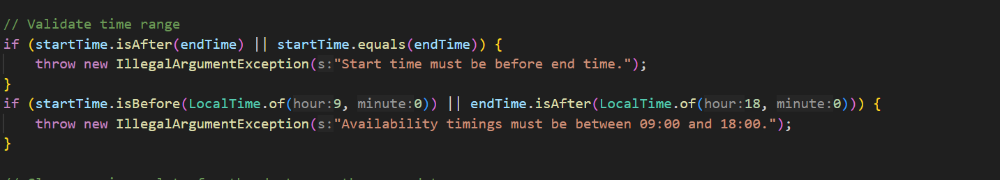 // Validate time range
if (startTime.isAfter(endTime) || startTime.equals(endTime)) {
throw new IllegalArgumentException(s:"Start time must be before end time.");
}
if (startTime.isBefore(LocalTime.of(hour:9, minute:0)) || endTime.isAfter(LocalTime.of(hour:18, minute:0))) {
throw new IllegalArgumentException(s:"Availability timings must be between 09:00 and 18:00.");
}